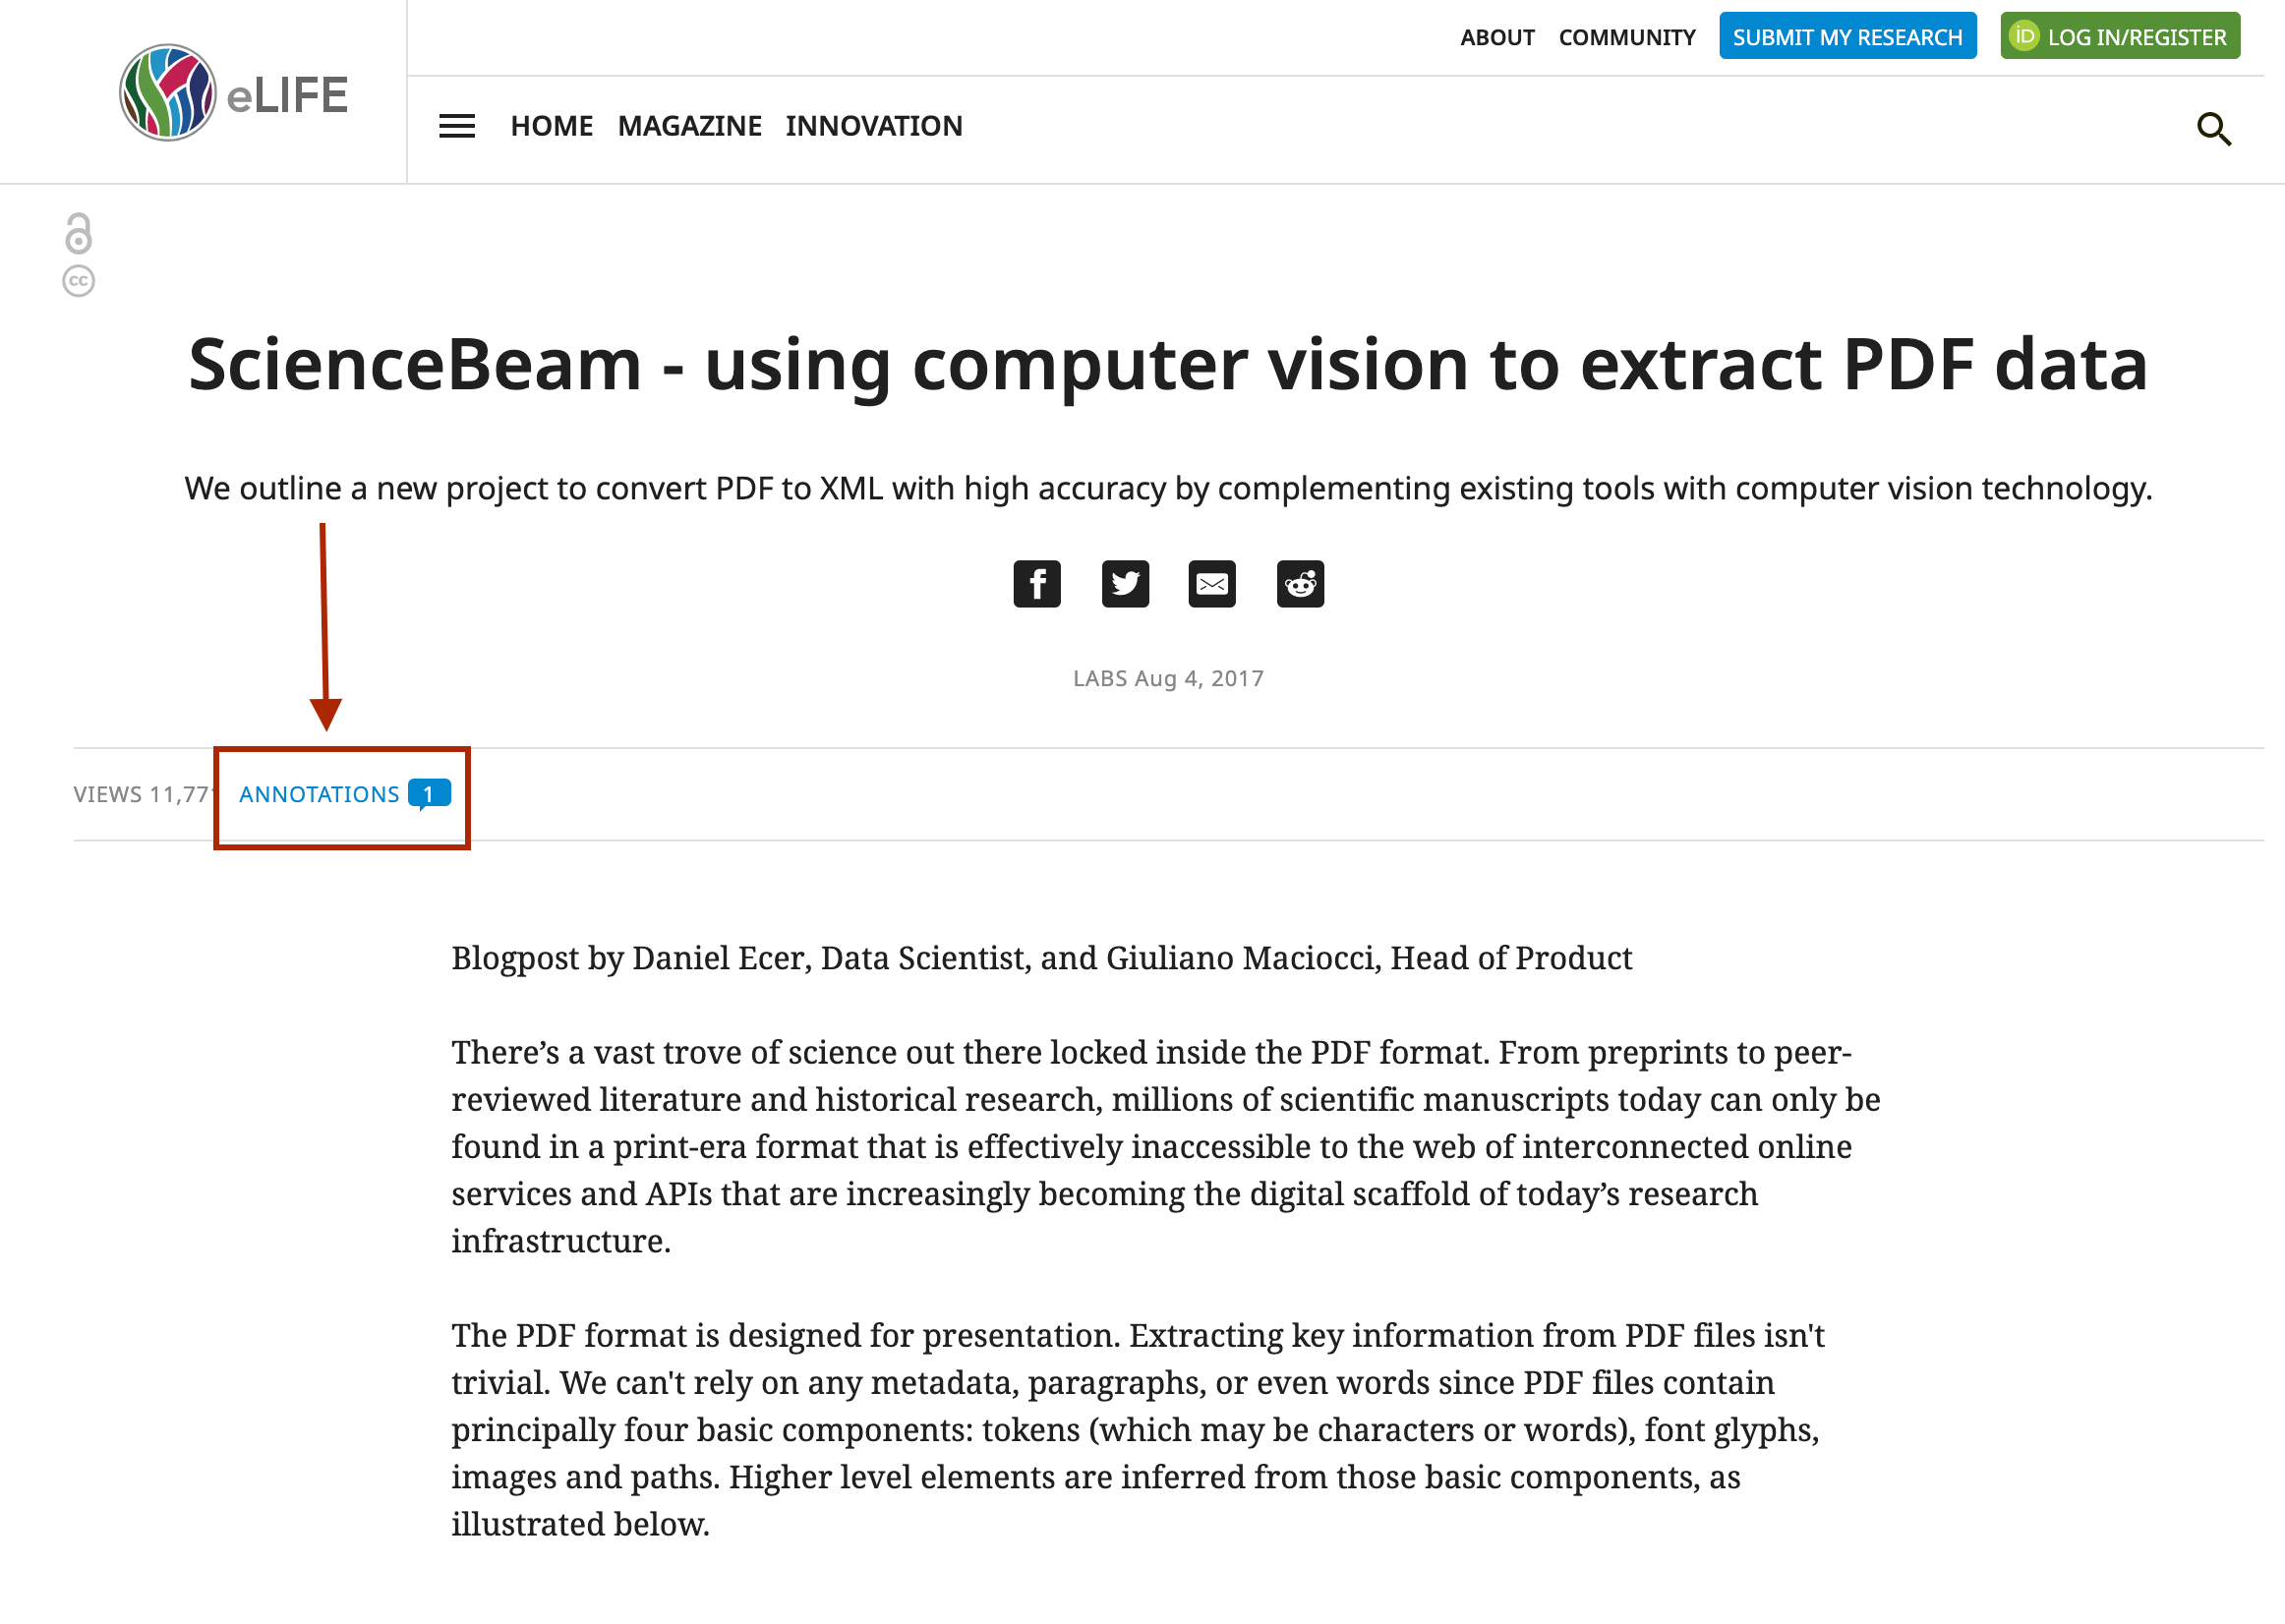 ABOUT COMMUNITY SUBMIT MY RESEARCH iD LOG IN/REGISTER
eLIFE
HOME MAGAZINE INNOVATION
cc
ScienceBeam - using computer vision to extract PDF data
We outline a new project to convert PDF to XML with high accuracy by complementing existing tools with computer vision technology.
LABS Aug 4, 2017
VIEWS ANNOTATIONS 1
Blogpost by Daniel Ecer, Data Scientist, and Giuliano Maciocci, Head of Product
There’s a vast trove of science out there locked inside the PDF format. From preprints to peer-
reviewed literature and historical research, millions of scientific manuscripts today can only be
found in a print-era format that is effectively inaccessible to the web of interconnected online
services and APIs that are increasingly becoming the digital scaffold of today’s research
infrastructure.
The PDF format is designed for presentation. Extracting key information from PDF files isn't
trivial. We can't rely on any metadata, paragraphs, or even words since PDF files contain
principally four basic components: tokens (which may be characters or words), font glyphs,
images and paths. Higher level elements are inferred from those basic components, as
illustrated below.